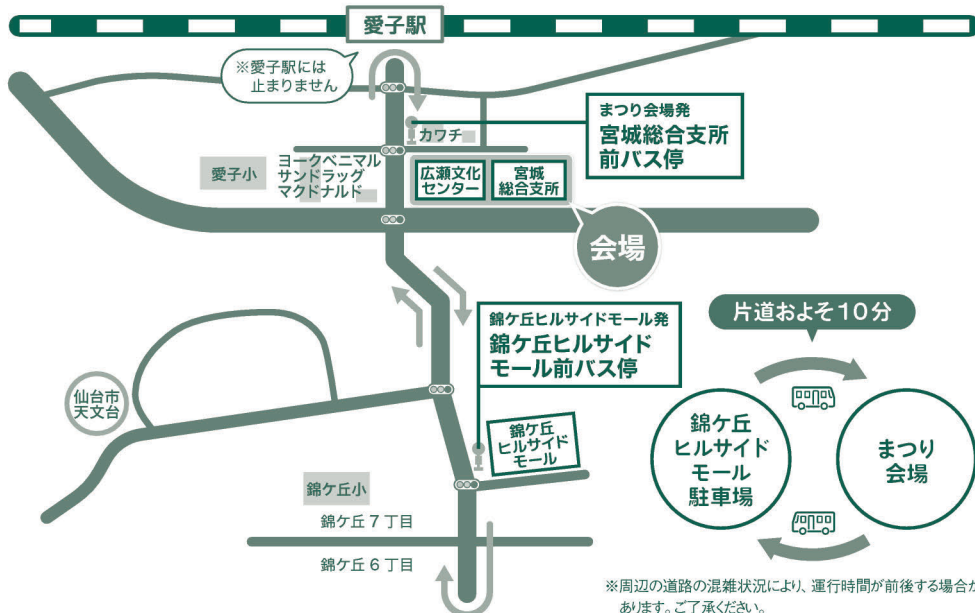 愛子駅
※愛子駅には
止まりません
まつり会場発
宮城総合支所
前バス停
カワチ
愛子小
ヨークベニマル
サンドラッグ
マクドナルド
広瀬文化
センター
宮城
総合支所
会場
錦ケ丘ヒルサイドモール発
錦ケ丘ヒルサイド
モール前バス停
片道およそ10分
仙台市
天文台
錦ケ丘
ヒルサイド
モール
錦ケ丘
ヒルサイド
モール
駐車場
まつり
会場
錦ケ丘小
錦ケ丘7丁目
錦ケ丘6丁目
※周辺の道路の混雑状況により、運行時間が前後する場合が
あります。ご了承ください。